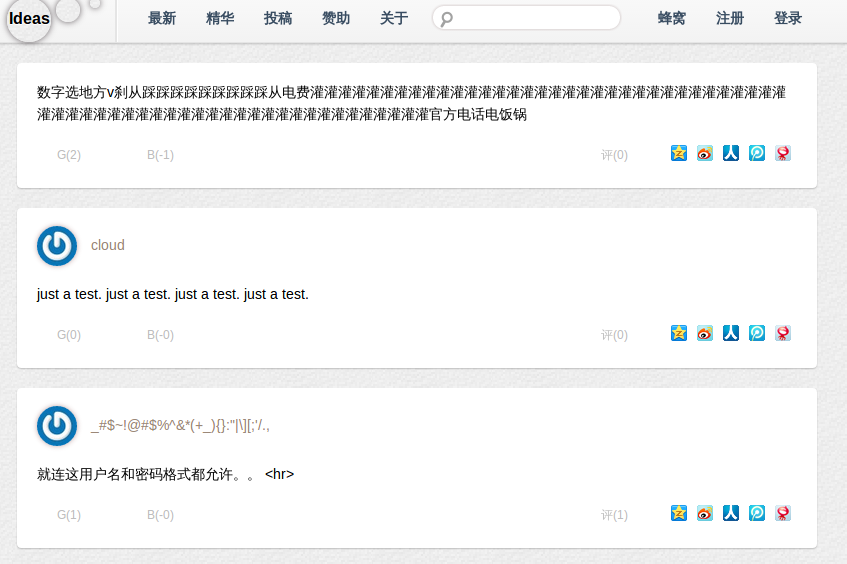 Ideas 最新 精华 投稿 赞助 关于 蜂窝 注册 登录
数字选地方v刹从踩踩踩踩踩踩踩踩踩从电费灌灌灌灌灌灌灌灌灌灌灌灌灌灌灌灌灌灌灌灌灌灌灌灌灌灌灌灌灌灌灌灌灌灌
灌灌灌灌灌灌灌灌灌灌灌灌灌灌灌灌灌灌灌灌灌灌灌灌灌灌灌灌官方电话电饭锅
G(2) B(-1) 评(0)
cloud
just a test. just a test. just a test. just a test.
G(0) B(-0) 评(0)
_#$~!@#$%^&*(+_){}:"|\][;'/.,
就连这用户名和密码格式都允许。。 <hr>
G(1) B(-0) 评(1)